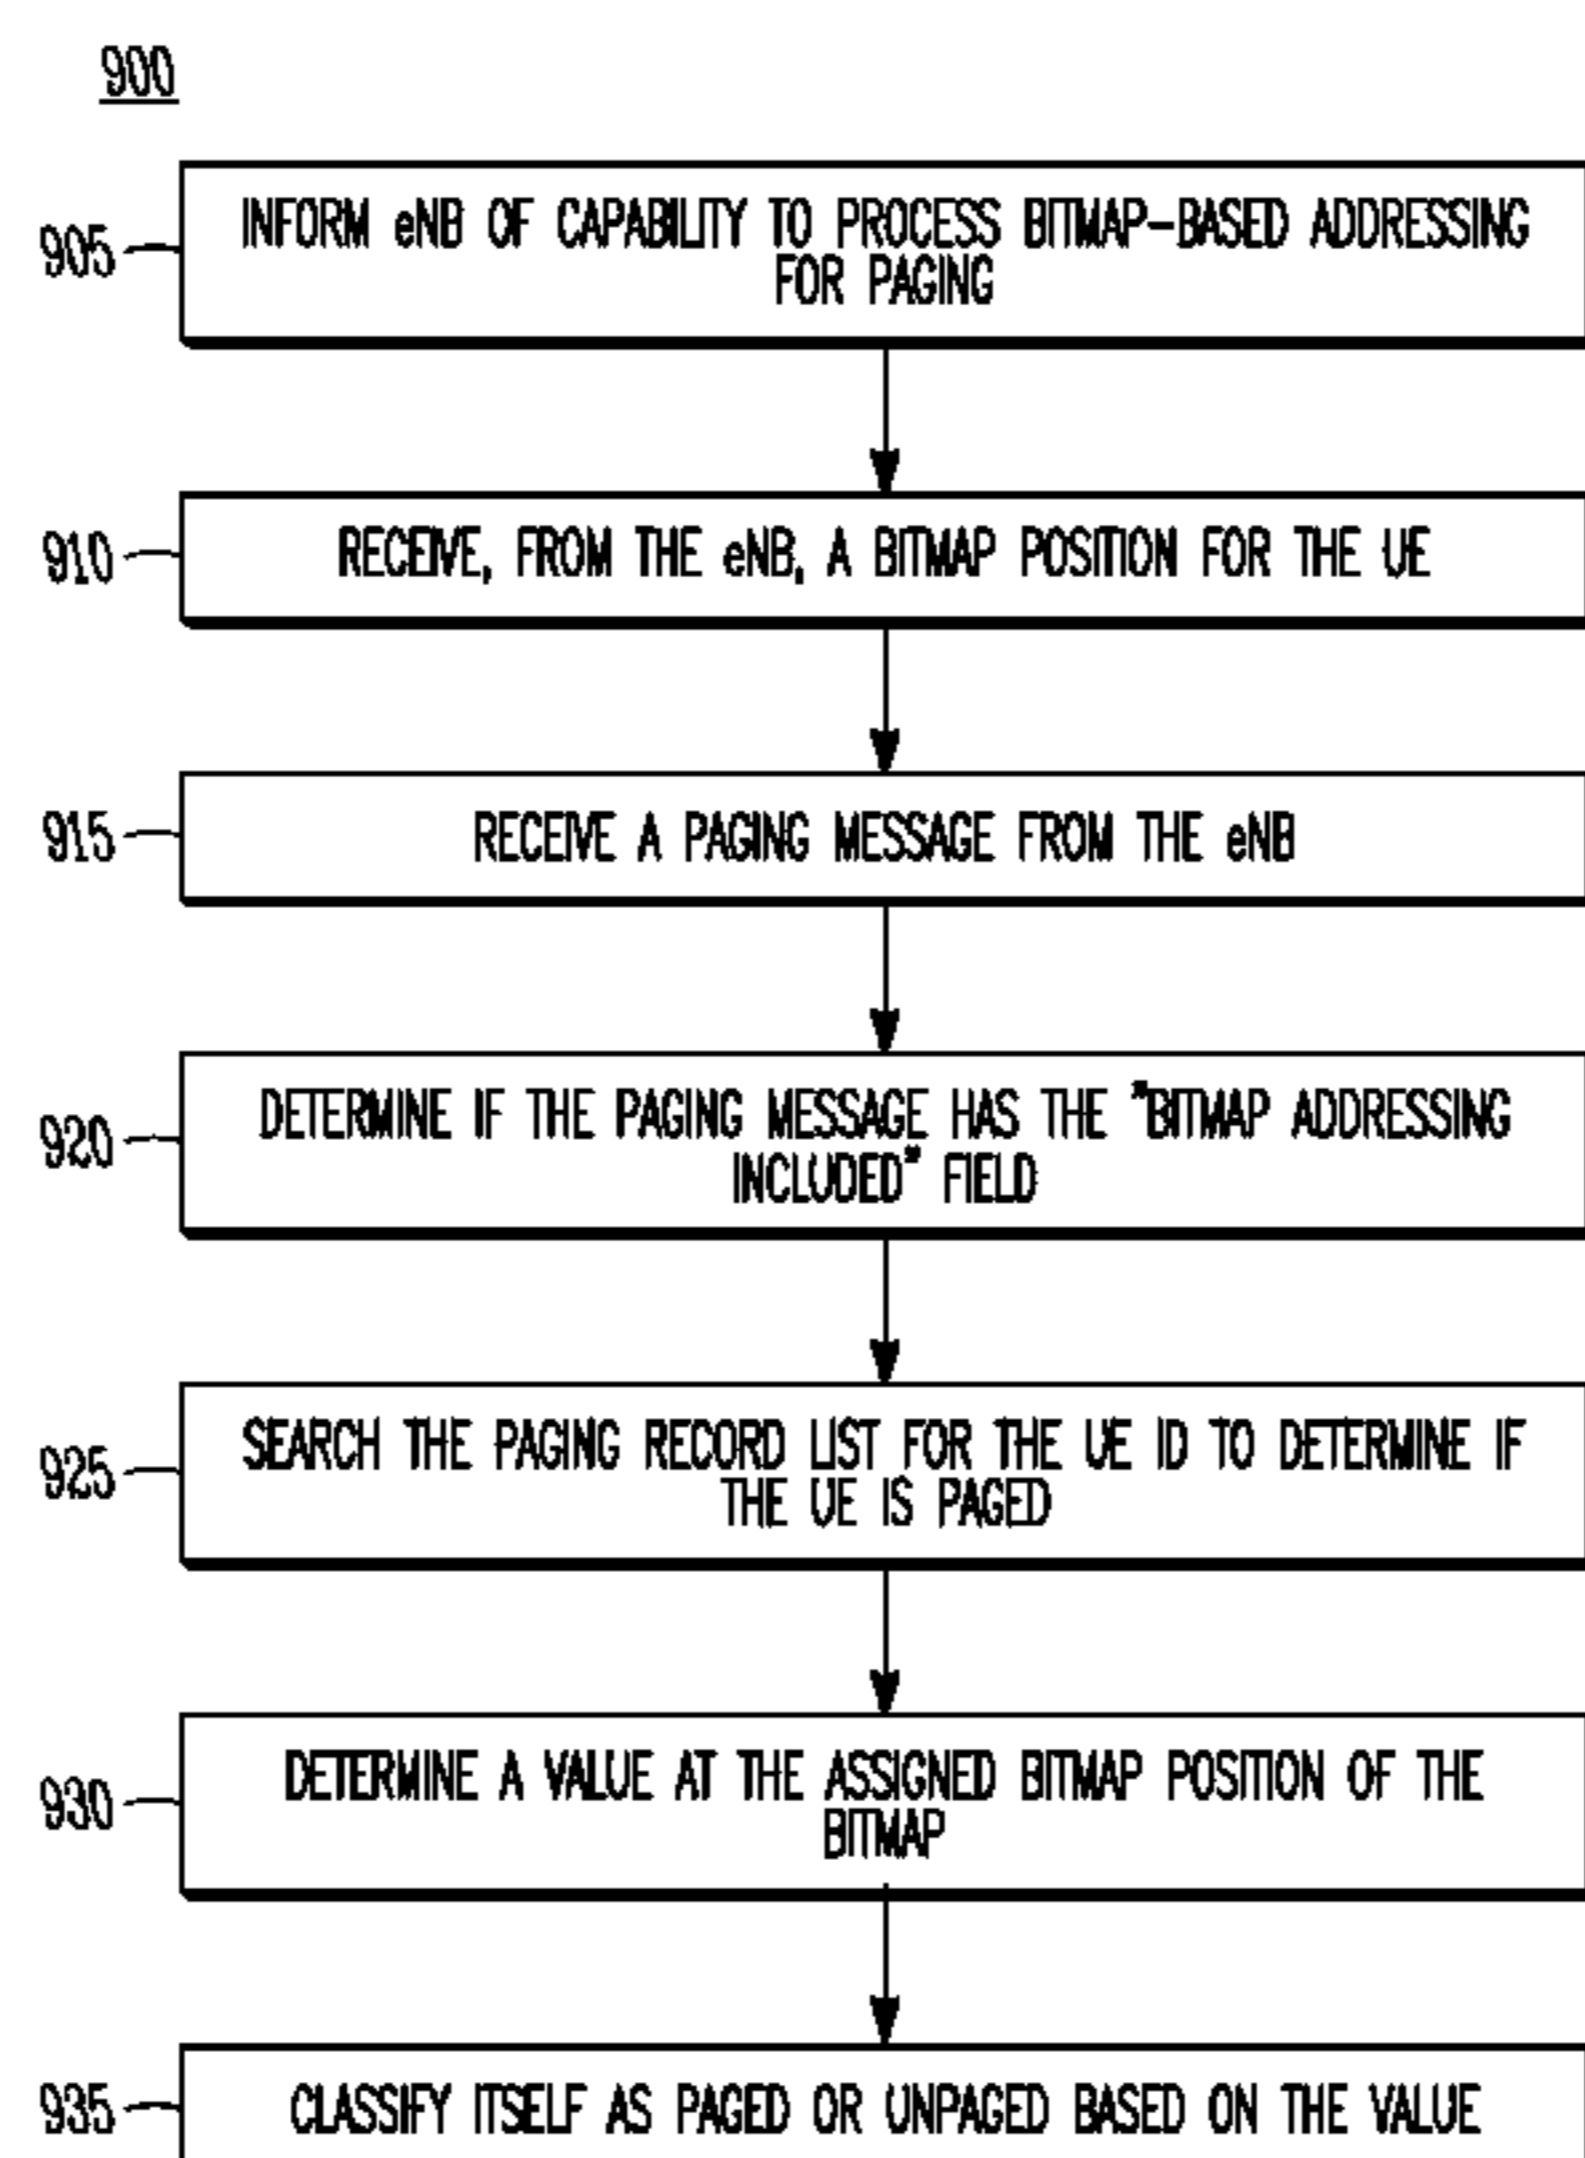 900
905
INFORM eNB OF CAPABILITY TO PROCESS BITMAP-BASED ADDRESSING
FOR PAGING
910
RECEIVE, FROM THE eNB, A BITMAP POSITION FOR THE UE
915
RECEIVE A PAGING MESSAGE FROM THE eNB
920
DETERMINE IF THE PAGING MESSAGE HAS THE "BITMAP ADDRESSING
INCLUDED" FIELD
925
SEARCH THE PAGING RECORD LIST FOR THE UE ID TO DETERMINE IF
THE UE IS PAGED
930
DETERMINE A VALUE AT THE ASSIGNED BITMAP POSITION OF THE
BITMAP
935
CLASSIFY ITSELF AS PAGED OR UNPAGED BASED ON THE VALUE